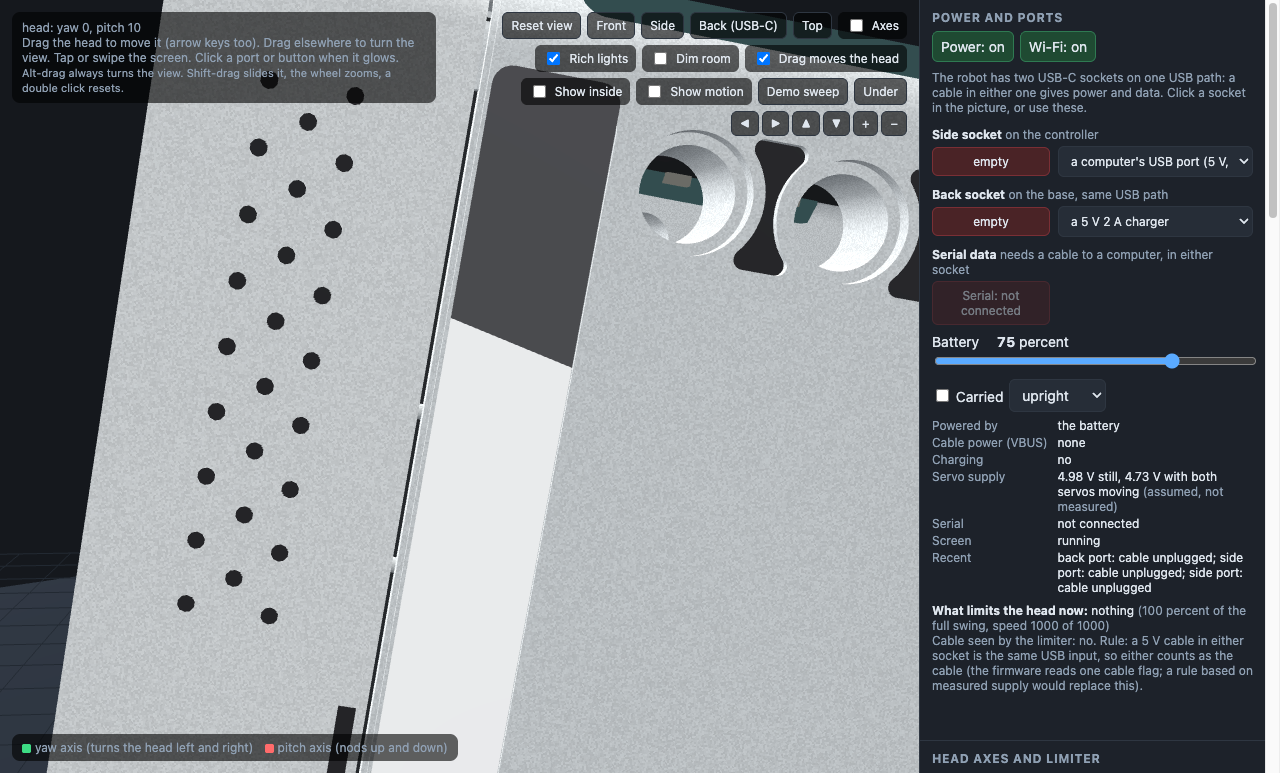 head: yaw 0, pitch 10
Drag the head to move it (arrow keys too). Drag elsewhere to turn the
view. Tap or swipe the screen. Click a port or button when it glows.
Alt-drag always turns the view. Shift-drag slides it, the wheel zooms, a
double click resets.
Reset view Front Side Back (USB-C) Top Axes
Rich lights Dim room Drag moves the head
Show inside Show motion Demo sweep Under
◀ ▶ ▲ ▼ + −
yaw axis (turns the head left and right) pitch axis (nods up and down)
POWER AND PORTS
Power: on Wi-Fi: on
The robot has two USB-C sockets on one USB path: a
cable in either one gives power and data. Click a socket
in the picture, or use these.
Side socket on the controller
empty a computer's USB port (5 V,
Back socket on the base, same USB path
empty a 5 V 2 A charger
Serial data needs a cable to a computer, in either
socket
Serial: not
connected
Battery 75 percent
Carried upright
Powered by the battery
Cable power (VBUS) none
Charging no
Servo supply 4.98 V still, 4.73 V with both
servos moving (assumed, not
measured)
Serial not connected
Screen running
Recent back port: cable unplugged; side
port: cable unplugged; side port:
cable unplugged
What limits the head now: nothing (100 percent of the
full swing, speed 1000 of 1000)
Cable seen by the limiter: no. Rule: a 5 V cable in either
socket is the same USB input, so either counts as the
cable (the firmware reads one cable flag; a rule based on
measured supply would replace this).
HEAD AXES AND LIMITER